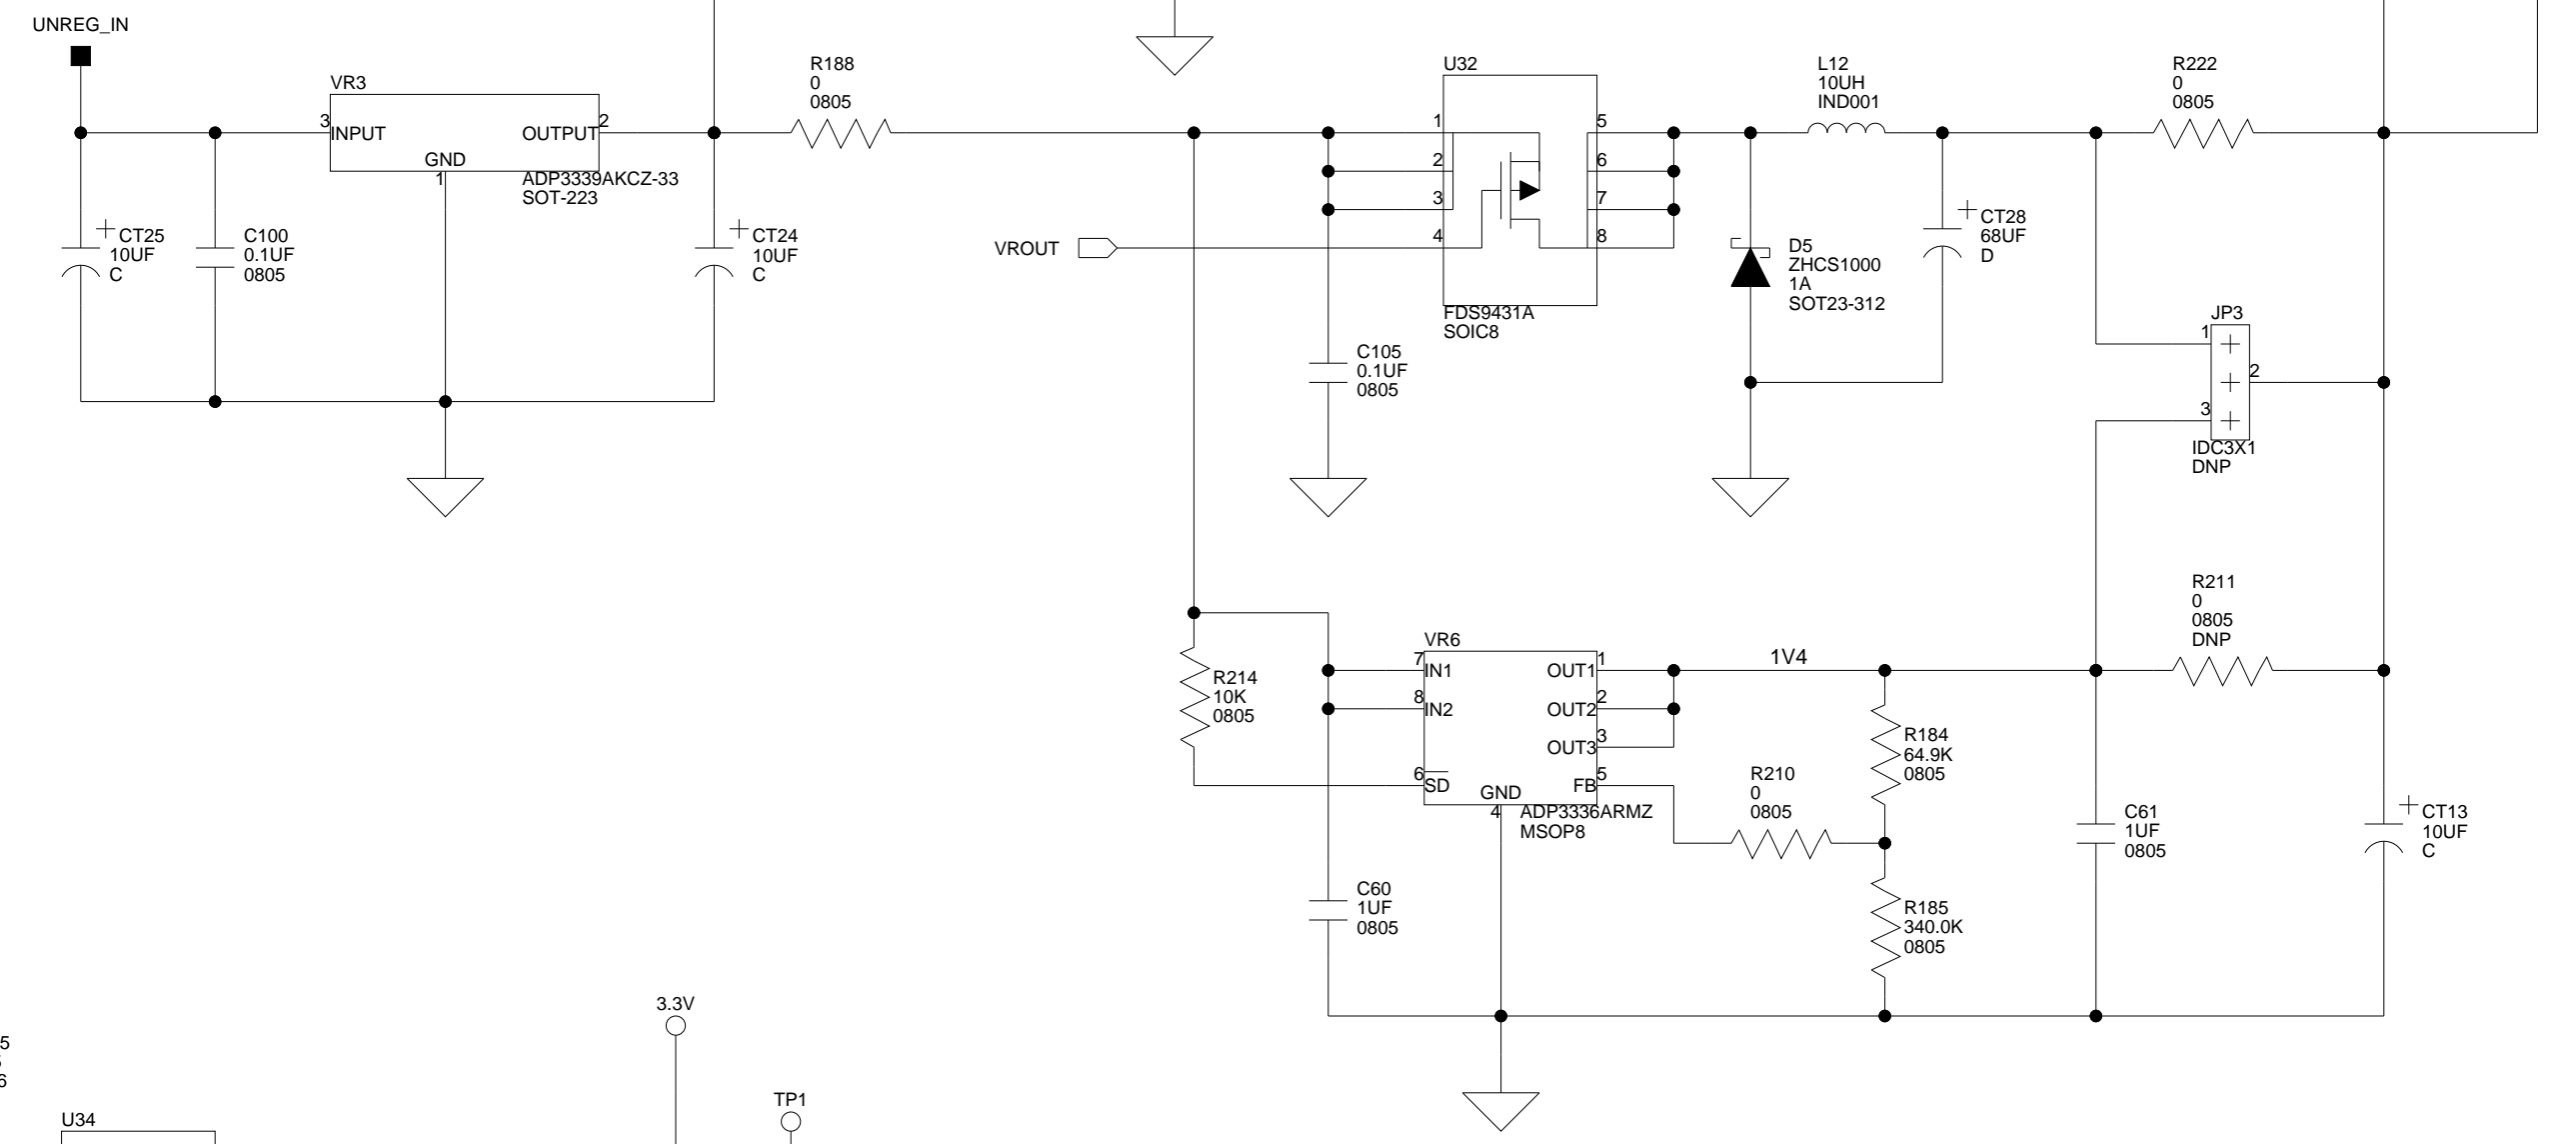 UNREG_IN
VR3
3
INPUT
OUTPUT
2
GND
1
ADP3339AKCZ-33
SOT-223
CT25
10UF
C
C100
0.1UF
0805
CT24
10UF
C
R188
0
0805
VROUT
U32
1
2
3
4
5
6
7
8
FDS9431A
SOIC8
C105
0.1UF
0805
L12
10UH
IND001
D5
ZHCS1000
1A
SOT23-312
CT28
68UF
D
R222
0
0805
JP3
1
2
3
IDC3X1
DNP
R211
0
0805
DNP
R214
10K
0805
VR6
7
IN1
8
IN2
6
SD
GND
4
OUT1
1
OUT2
2
OUT3
3
FB
5
ADP3336ARMZ
MSOP8
1V4
R210
0
0805
R184
64.9K
0805
R185
340.0K
0805
C60
1UF
0805
C61
1UF
0805
CT13
10UF
C
3.3V
TP1
5
6
U34